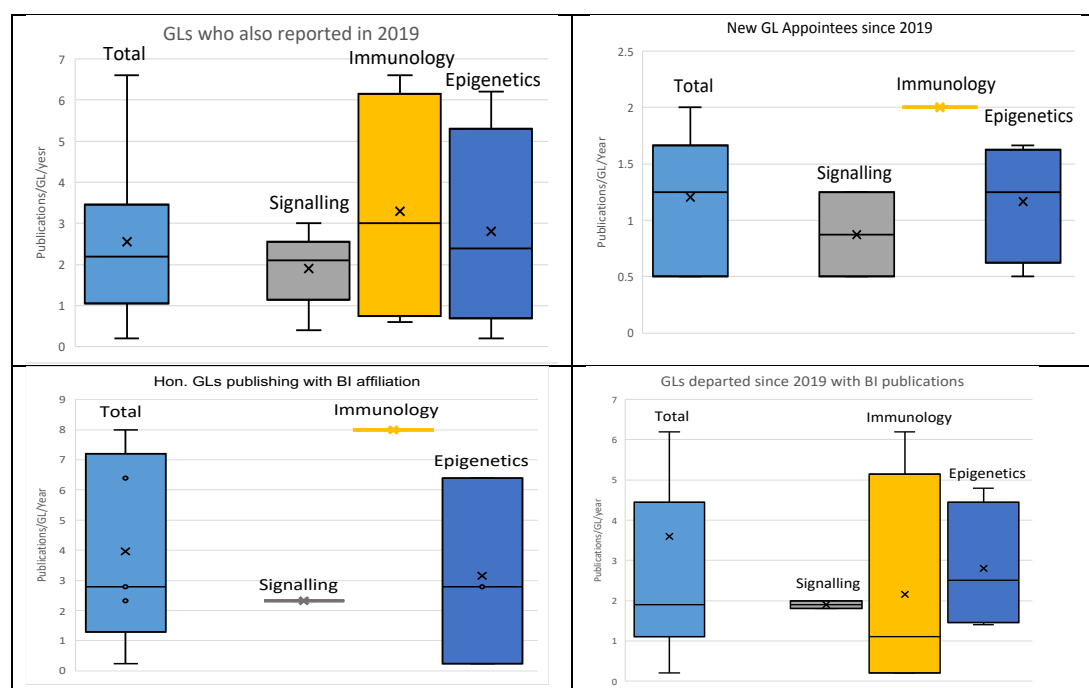 GLs who also reported in 2019
Total
Immunology
Epigenetics
Signalling
Publications/GL/yesr
7
6
5
4
3
2
1
0
New GL Appointees since 2019
Total
Immunology
Epigenetics
Signalling
Publications/GL/Year
2.5
2
1.5
1
0.5
0
Hon. GLs publishing with BI affiliation
Total
Immunology
Epigenetics
Signalling
Publications/GL/Year
9
8
7
6
5
4
3
2
1
0
GLs departed since 2019 with BI publications
Total
Immunology
Epigenetics
Signalling
Publications/GL/year
7
6
5
4
3
2
1
0